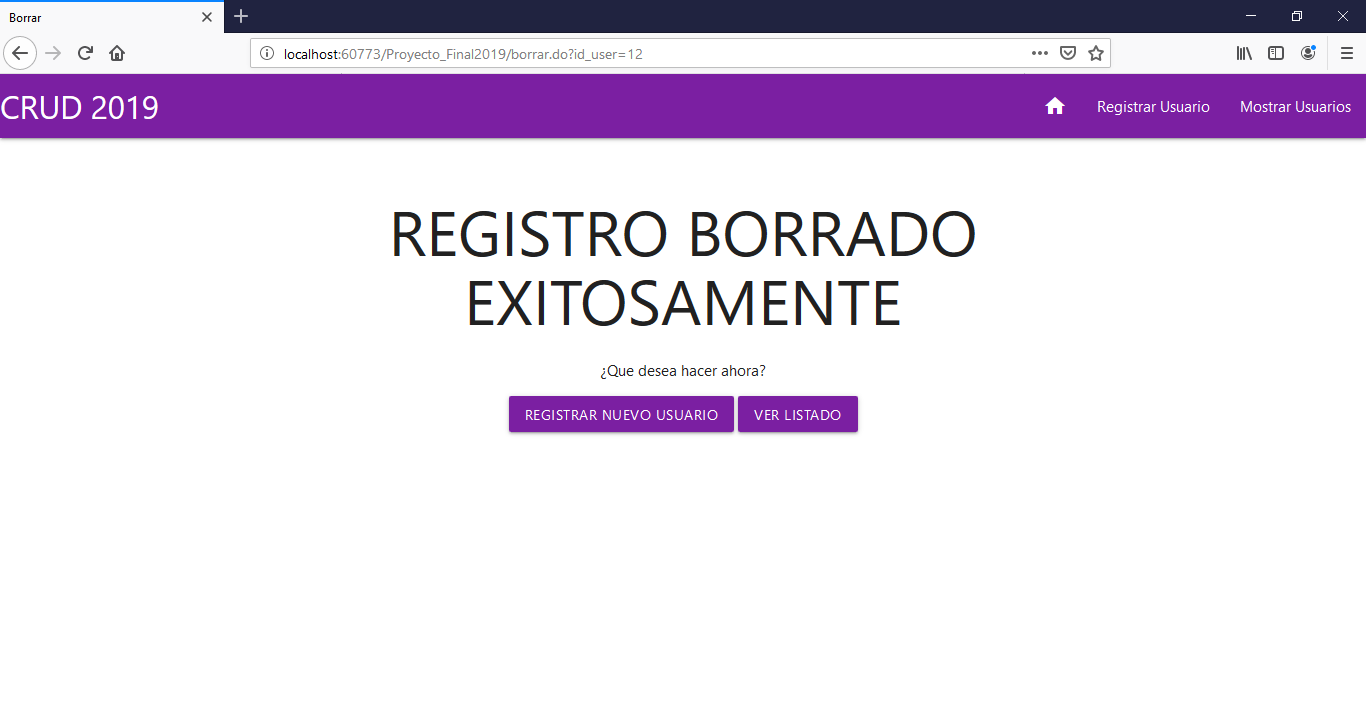 Borrar
localhost:60773/Proyecto_Final2019/borrar.do?id_user=12
CRUD 2019
Registrar Usuario
Mostrar Usuarios
REGISTRO BORRADO
EXITOSAMENTE
¿Que desea hacer ahora?
REGISTRAR NUEVO USUARIO
VER LISTADO